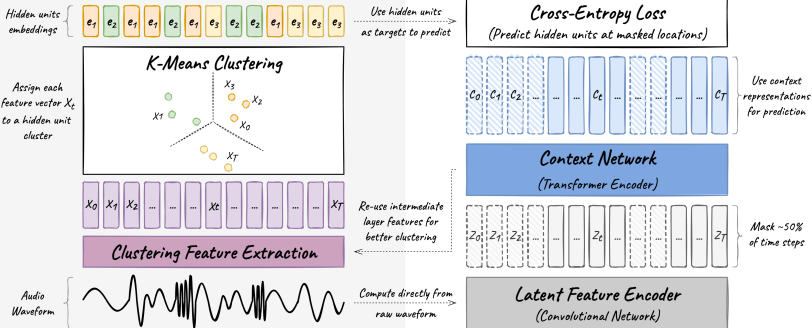 Hidden units
embeddings
e1 e2 e1 e1 e2 e1 e3 e2 e2 e1 e3 e3 e3
Use hidden units
as targets to predict
Cross-Entropy Loss
(Predict hidden units at masked locations)
K-Means Clustering
X3
X2
X1
X0
XT
Assign each
feature vector Xt
to a hidden unit
cluster
C0 C1 C2 ... ... ... Ct ... ... ... ... ... CT
Use context
representations
for prediction
Context Network
(Transformer Encoder)
X0 X1 X2 ... ... ... Xt ... ... ... ... ... XT
Re-use intermediate
layer features for
better clustering
Z0 Z1 Z2 ... ... ... Zt ... ... ... ... ... ZT
Mask ~50%
of time steps
Clustering Feature Extraction
Audio
Waveform
Compute directly from
raw waveform
Latent Feature Encoder
(Convolutional Network)